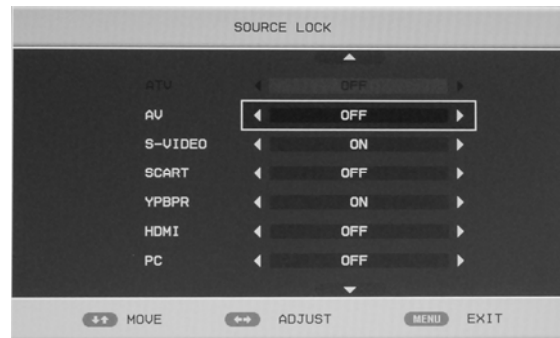 SOURCE LOCK
ATV OFF
AV OFF
S-VIDEO ON
SCART OFF
YPBPR ON
HDMI OFF
PC OFF
MOVE ADJUST MENU EXIT